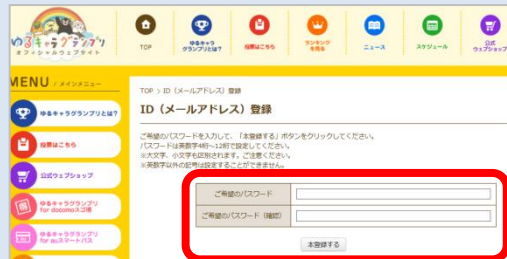 ゆるキャラグランプリ
オフィシャルウェブサイト
TOP
ゆるキャラ
グランプリとは?
投票はこちら
ランキング
を見る
ニュース
スケジュール
公式
ウェブショップ
MENU / メインメニュー
ゆるキャラグランプリとは?
投票はこちら
公式ウェブショップ
ゆるキャラグランプリ
for docomoスゴ得
ゆるキャラグランプリ
for auスマートパス
TOP > ID(メールアドレス)登録
ID(メールアドレス)登録
ご希望のパスワードを入力して、「本登録する」ボタンをクリックしてください。
パスワードは英数字4桁~12桁で設定してください。
※大文字、小文字も区別されます。ご注意ください。
※英数字以外の記号は設定することができません。
ご希望のパスワード
ご希望のパスワード(確認)
本登録する